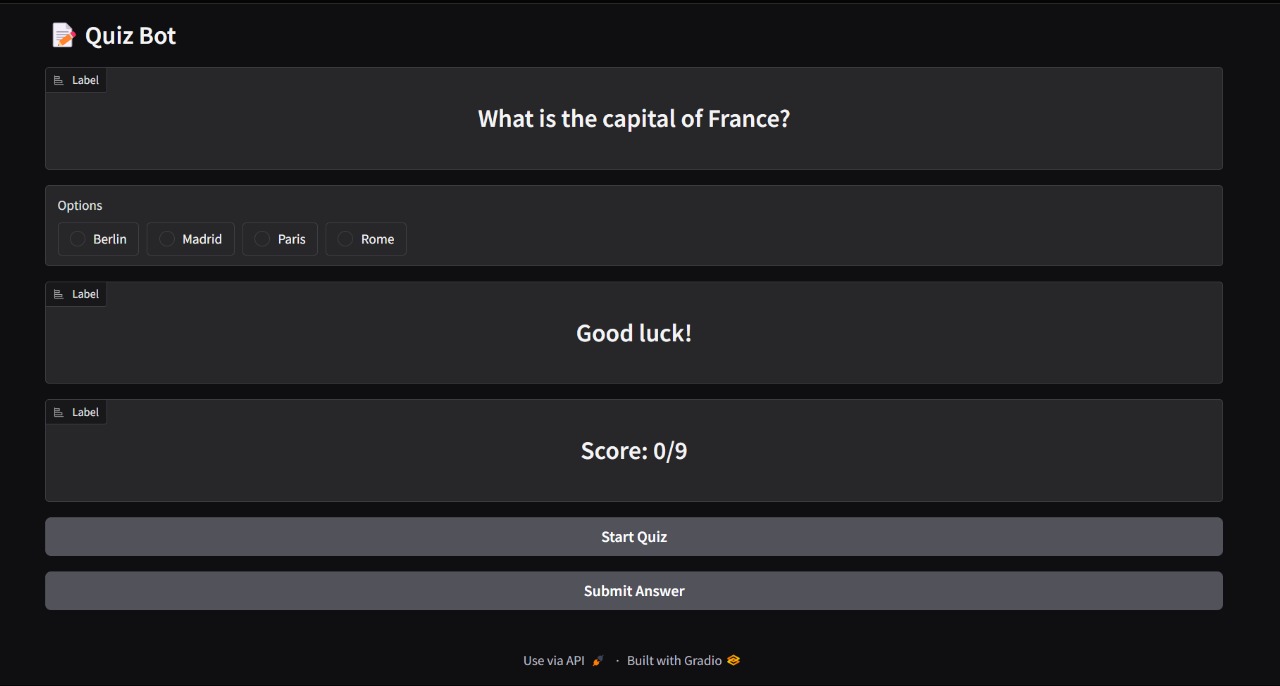 Quiz Bot
Label
What is the capital of France?
Options
Berlin Madrid Paris Rome
Label
Good luck!
Label
Score: 0/9
Start Quiz
Submit Answer
Use via API · Built with Gradio